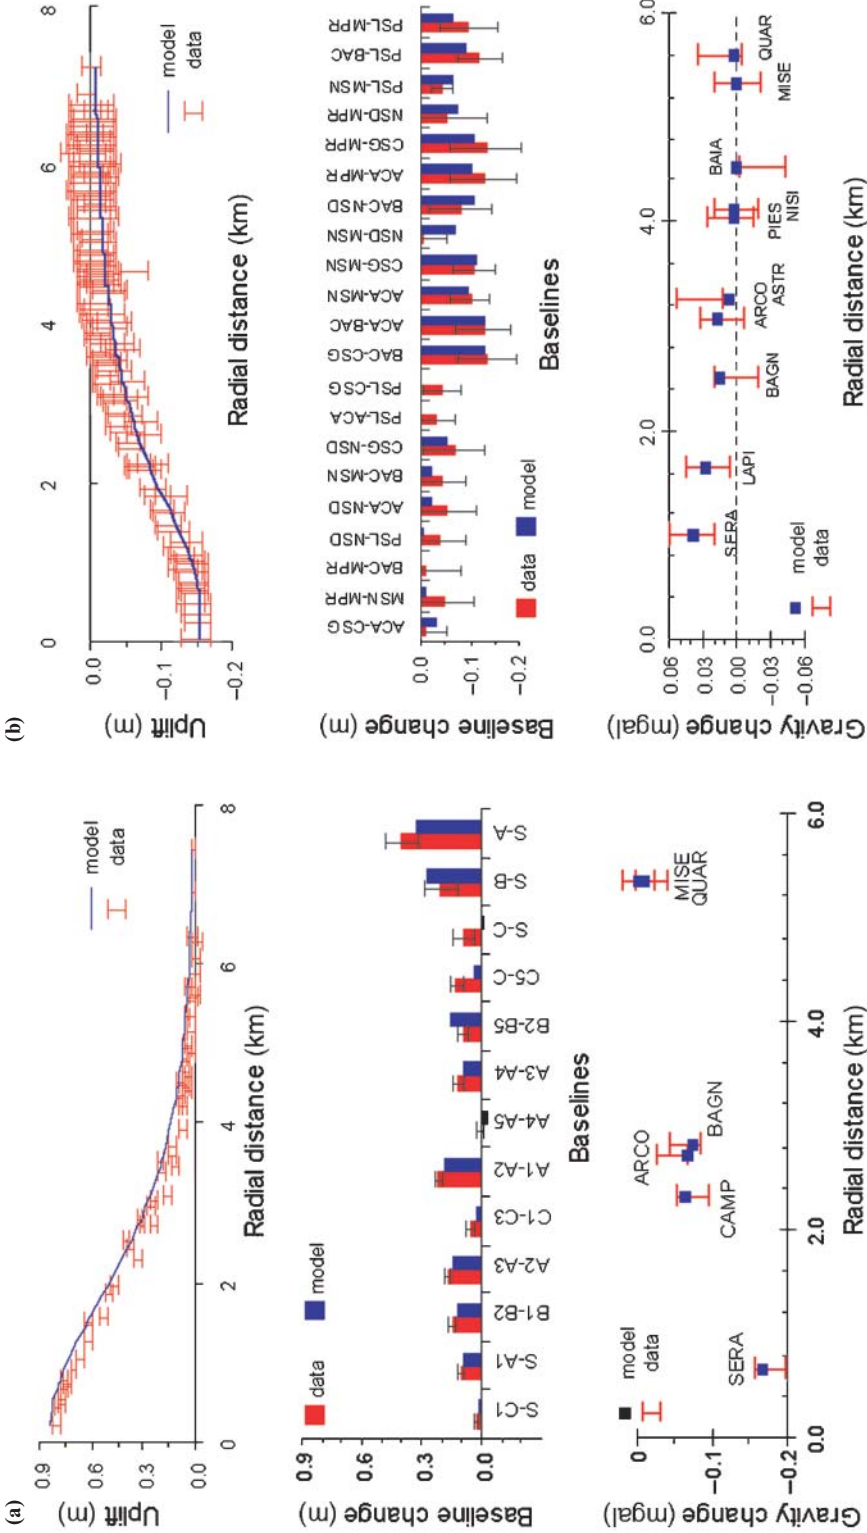 (a)
Uplift (m)
0.9
0.6
0.3
0.0
model
data
0 2 4 6 8
Radial distance (km)
Baseline change (m)
0.9
0.6
0.3
0.0
data model
S-C1
S-A1
B1-B2
A2-A3
C1-C3
A1-A2
A4-A5
A3-A4
B2-B5
C5-C
S-C
S-B
S-A
Baselines
Gravity change (mgal)
0
−0.1
−0.2
model
data
SERA
CAMP
ARCO
BAGN
MISE
QUAR
0.0 2.0 4.0 6.0
Radial distance (km)
(b)
Uplift (m)
0.0
−0.1
−0.2
0 2 4 6 8
model
data
Radial distance (km)
Baseline change (m)
0.0
−0.1
−0.2
ACA-CSG
MSN-MPR
BAC-MPR
PSL-NSD
ACA-NSD
BAC-MSN
CSG-NSD
PSL-ACA
PSL-CSG
BAC-CSG
ACA-BAC
ACA-MSN
CSG-MSN
NSD-MSN
BAC-NSD
ACA-MPR
CSG-MPR
NSD-MPR
PSL-MSN
PSL-BAC
PSL-MPR
data model
Baselines
Gravity change (mgal)
0.0 2.0 4.0 6.0
0.06
0.03
0.00
−0.03
−0.06
model
data
SERA
LAPI
BAGN
ARCO
ASTR
PIES
NISI
BAIA
MISE
QUAR
Radial distance (km)